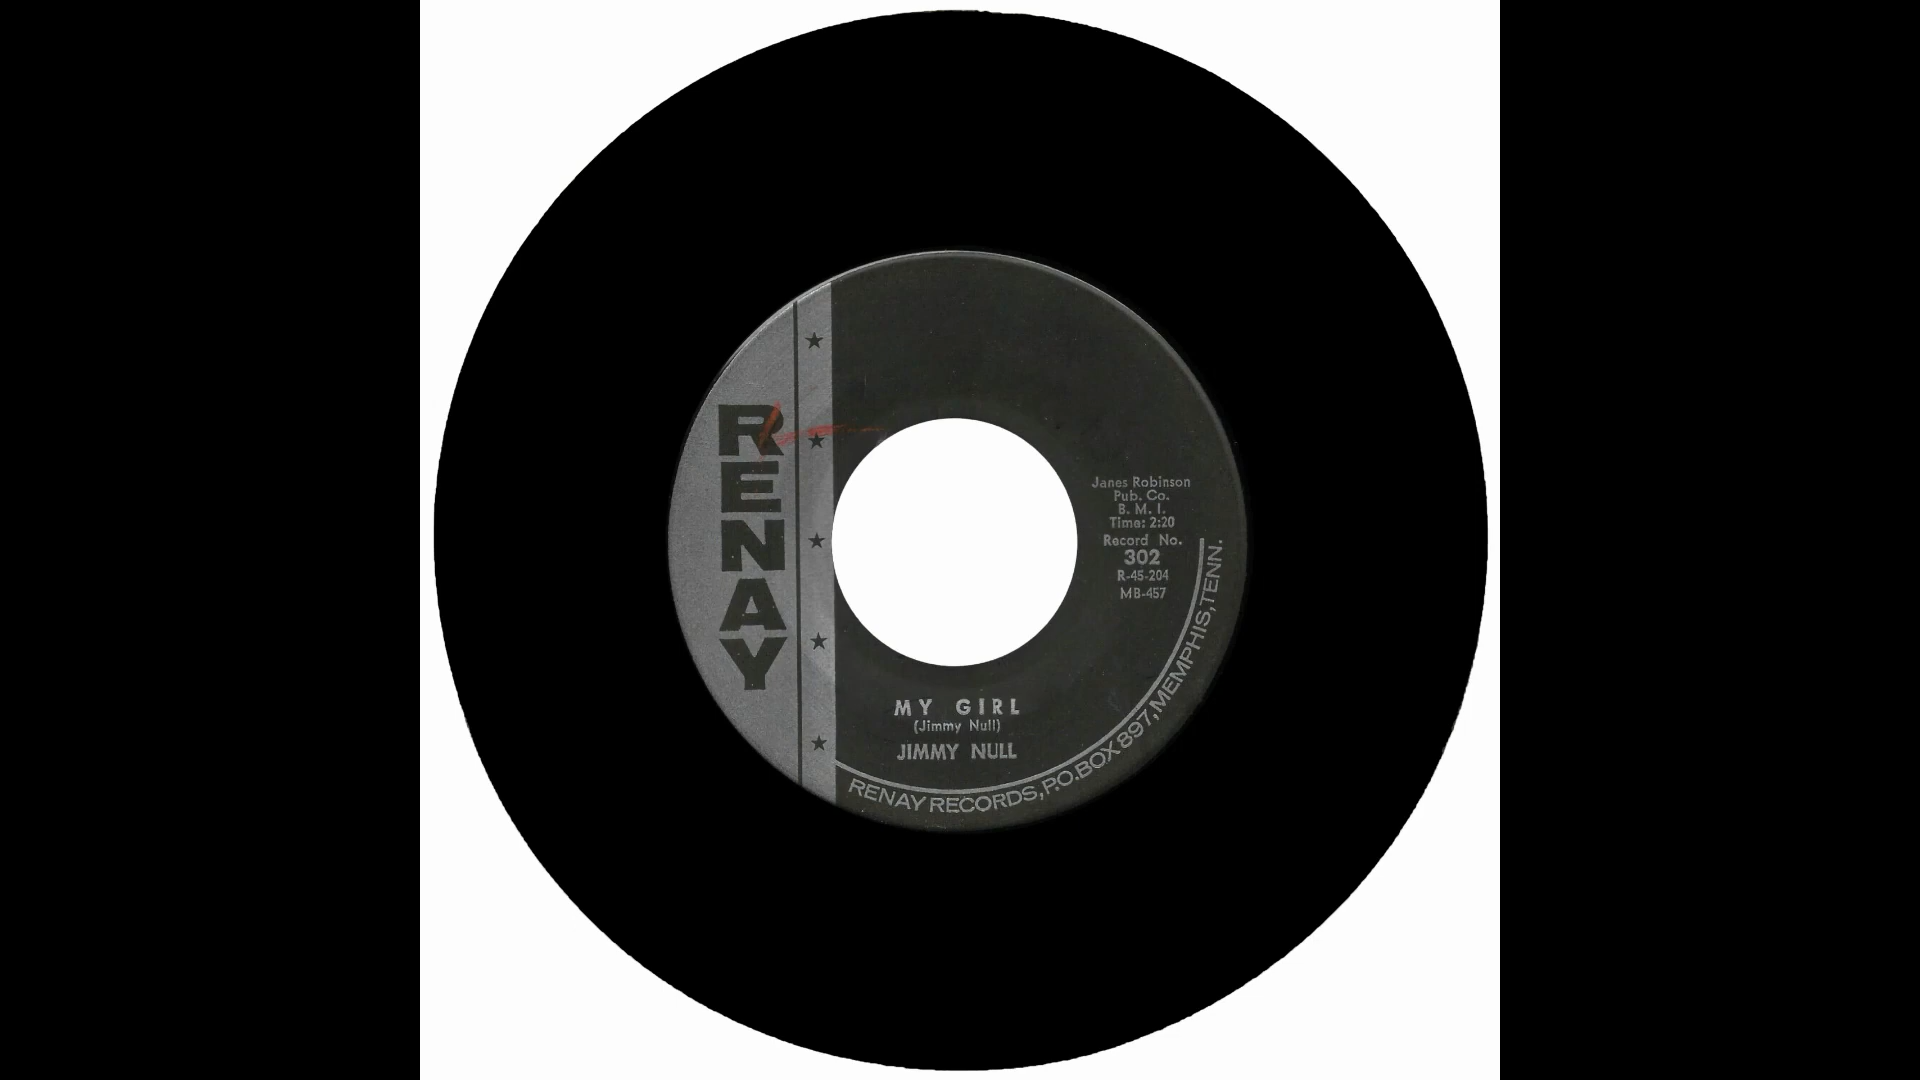 RENAY
Janes Robinson
Pub. Co.
B. M. I.
Time: 2:20
Record No.
302
R-45-204
MB-457
MY GIRL
(Jimmy Null)
JIMMY NULL
RENAY RECORDS, P.O. BOX 897, MEMPHIS, TENN.